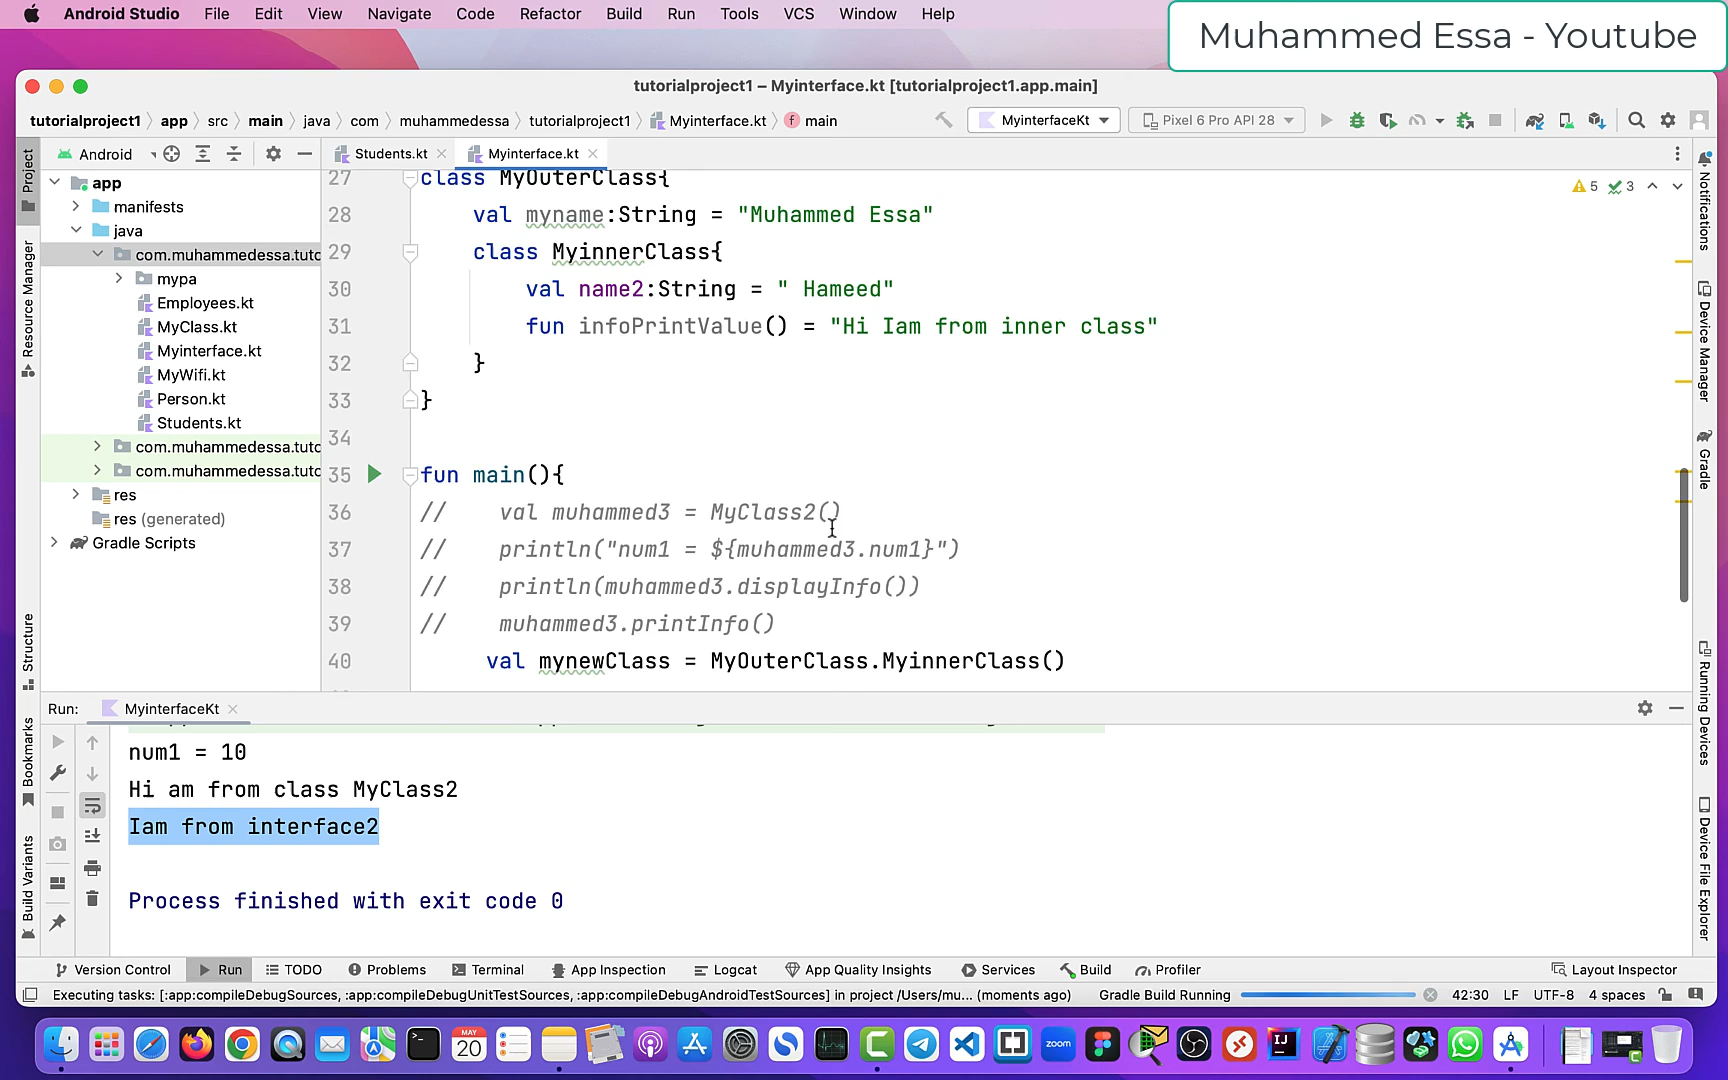 Android Studio File Edit View Navigate Code Refactor Build Run Tools VCS Window Help
Muhammed Essa - Youtube
tutorialproject1 – Myinterface.kt [tutorialproject1.app.main]
tutorialproject1 app src main java com muhammedessa tutorialproject1 Myinterface.kt main
MyinterfaceKt Pixel 6 Pro API 28
Android
Students.kt Myinterface.kt
Project
Resource Manager
Structure
Bookmarks
Build Variants
app
manifests
java
com.muhammedessa.tuto
mypa
Employees.kt
MyClass.kt
Myinterface.kt
MyWifi.kt
Person.kt
Students.kt
com.muhammedessa.tuto
com.muhammedessa.tuto
res
res (generated)
Gradle Scripts
5 3
27 class MyOuterClass{
28 val myname:String = "Muhammed Essa"
29 class MyinnerClass{
30 val name2:String = " Hameed"
31 fun infoPrintValue() = "Hi Iam from inner class"
32 }
33 }
34
35 fun main(){
36 // val muhammed3 = MyClass2()
37 // println("num1 = ${muhammed3.num1}")
38 // println(muhammed3.displayInfo())
39 // muhammed3.printInfo()
40 val mynewClass = MyOuterClass.MyinnerClass()
Notifications
Device Manager
Gradle
Running Devices
Device File Explorer
Run: MyinterfaceKt
num1 = 10
Hi am from class MyClass2
Iam from interface2
Process finished with exit code 0
Version Control Run TODO Problems Terminal App Inspection Logcat App Quality Insights Services Build Profiler Layout Inspector
Executing tasks: [:app:compileDebugSources, :app:compileDebugUnitTestSources, :app:compileDebugAndroidTestSources] in project /Users/mu... (moments ago) Gradle Build Running 42:30 LF UTF-8 4 spaces
MAY
20
zoom
IJ